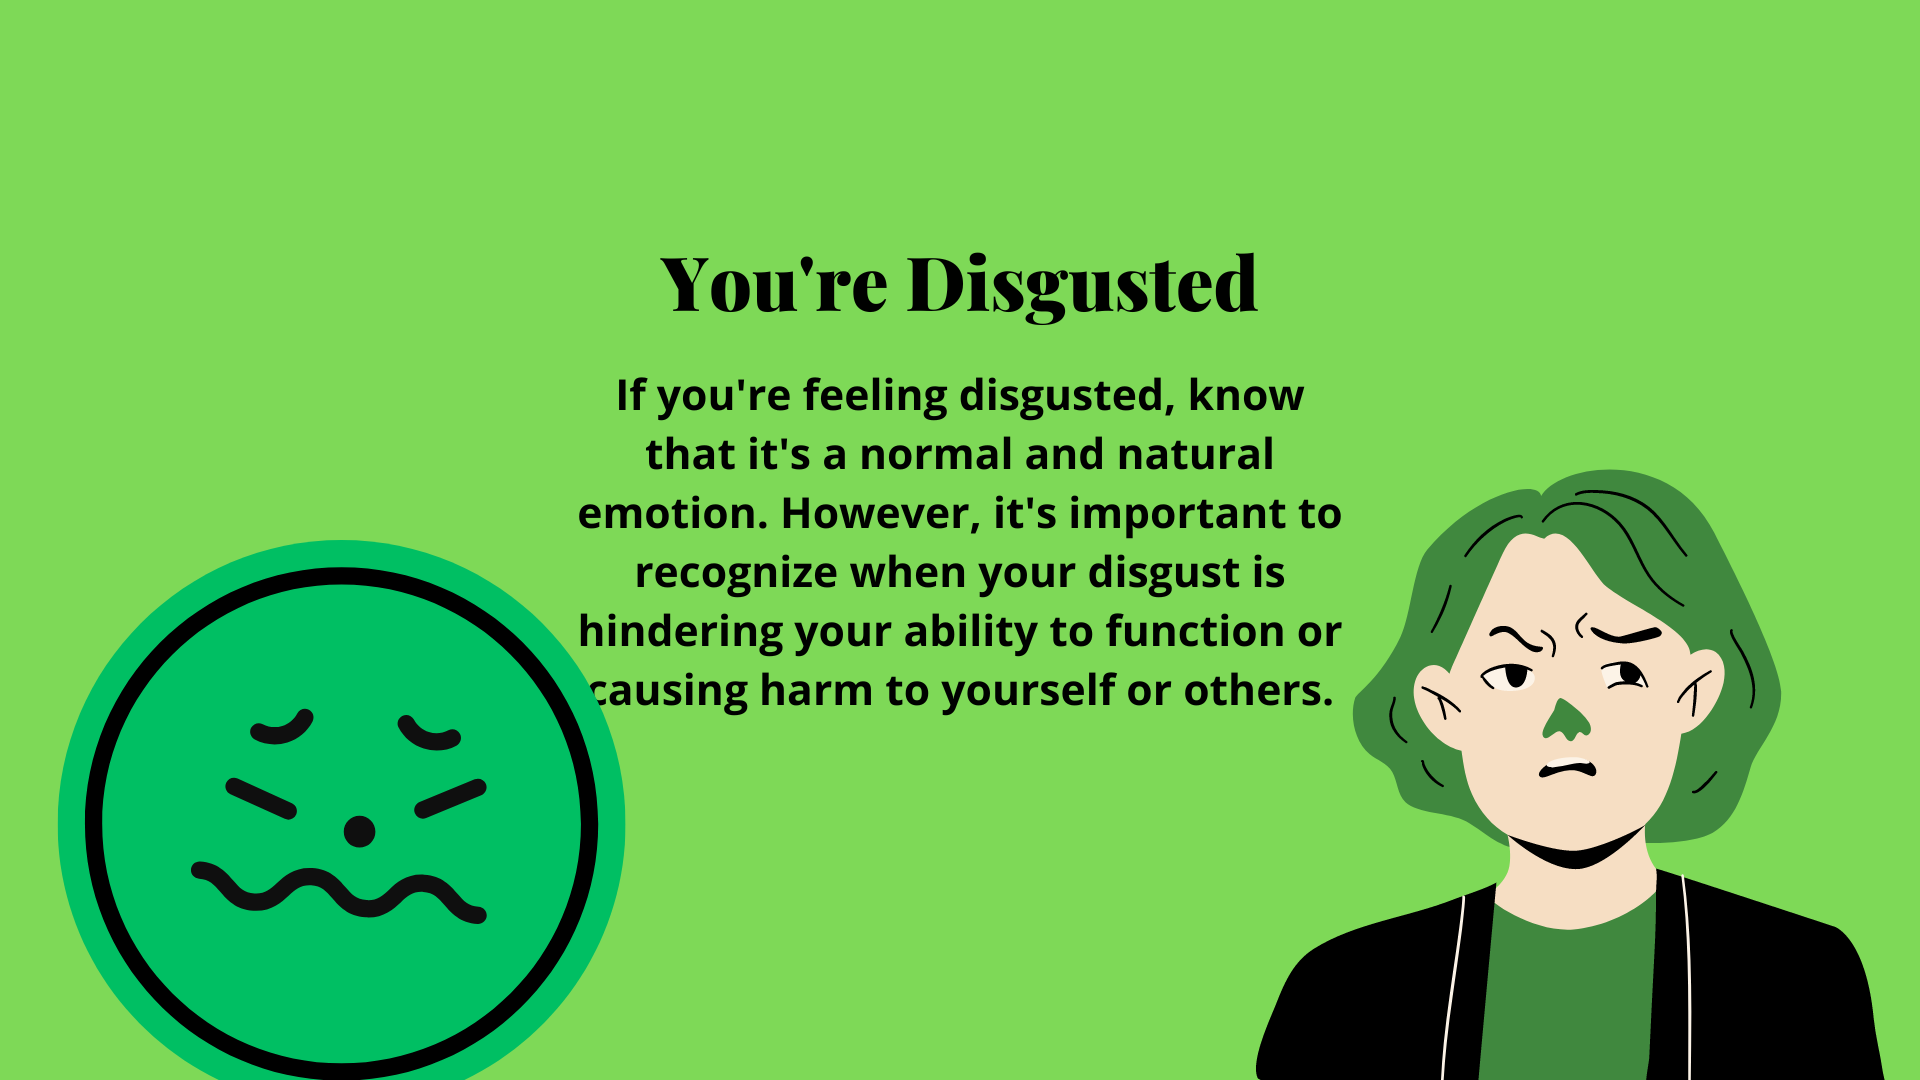 You're Disgusted
If you're feeling disgusted, know
that it's a normal and natural
emotion. However, it's important to
recognize when your disgust is
hindering your ability to function or
causing harm to yourself or others.